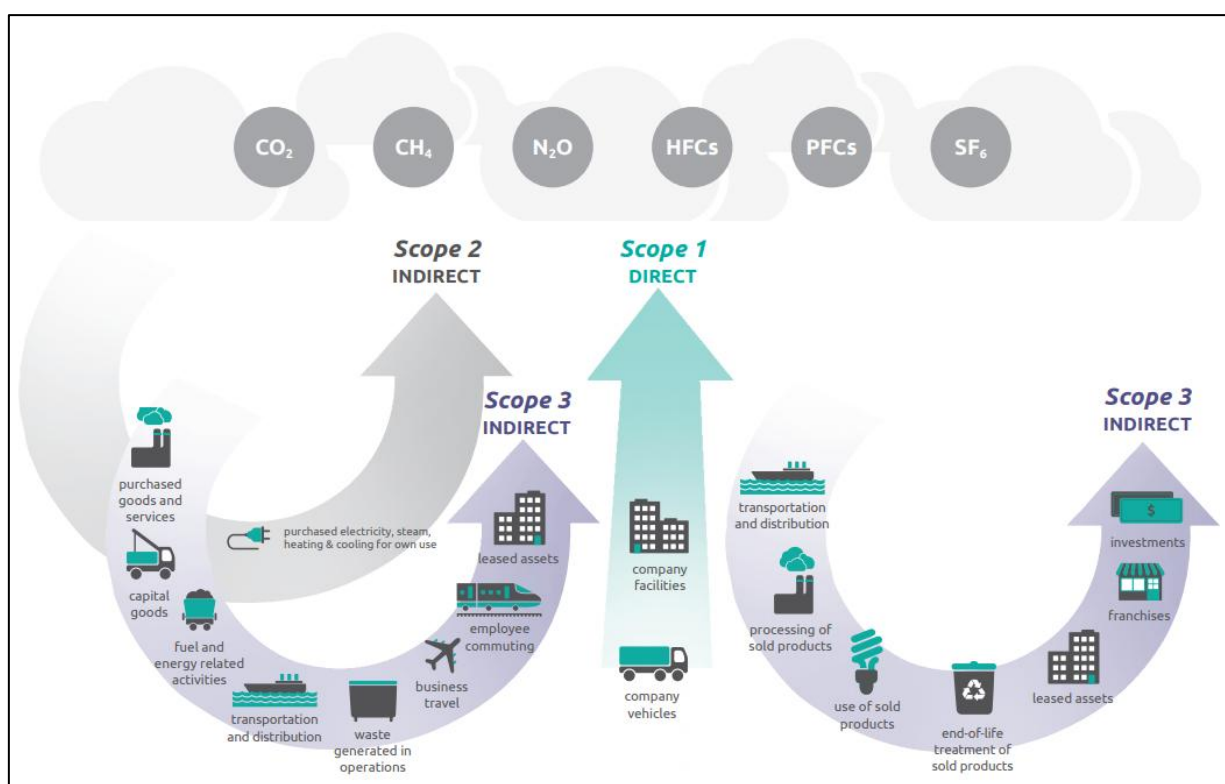 CO₂
CH₄
N₂O
HFCs
PFCs
SF₆
Scope 2
INDIRECT
Scope 1
DIRECT
Scope 3
INDIRECT
Scope 3
INDIRECT
purchased
goods and
services
capital
goods
fuel and
energy related
activities
purchased electricity, steam,
heating & cooling for own use
transportation
and distribution
waste
generated in
operations
business
travel
employee
commuting
leased assets
company
facilities
company
vehicles
transportation
and distribution
processing of
sold products
use of sold
products
end-of-life
treatment of
sold products
leased assets
franchises
$
investments